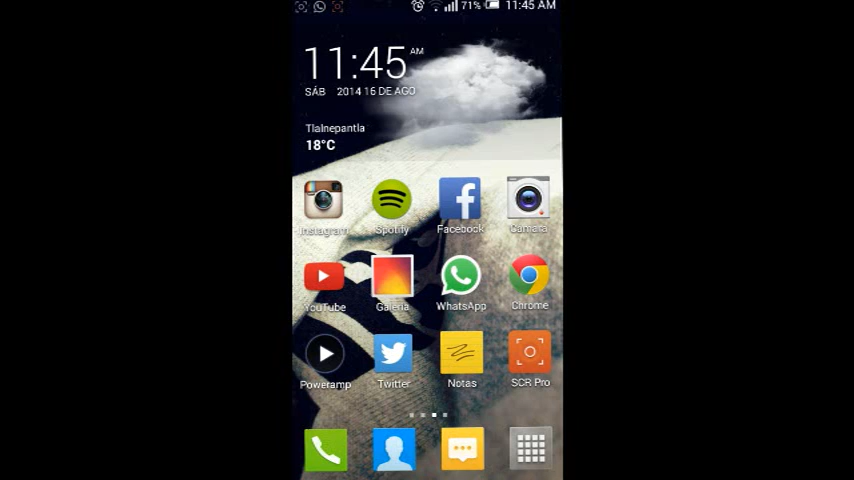 71% 11:45 AM
11:45 AM
SÁB 2014 16 DE AGO
Tlalnepantla
18°C
Instagram Spotify Facebook Cámara
YouTube Galería WhatsApp Chrome
Poweramp Twitter Notas SCR Pro